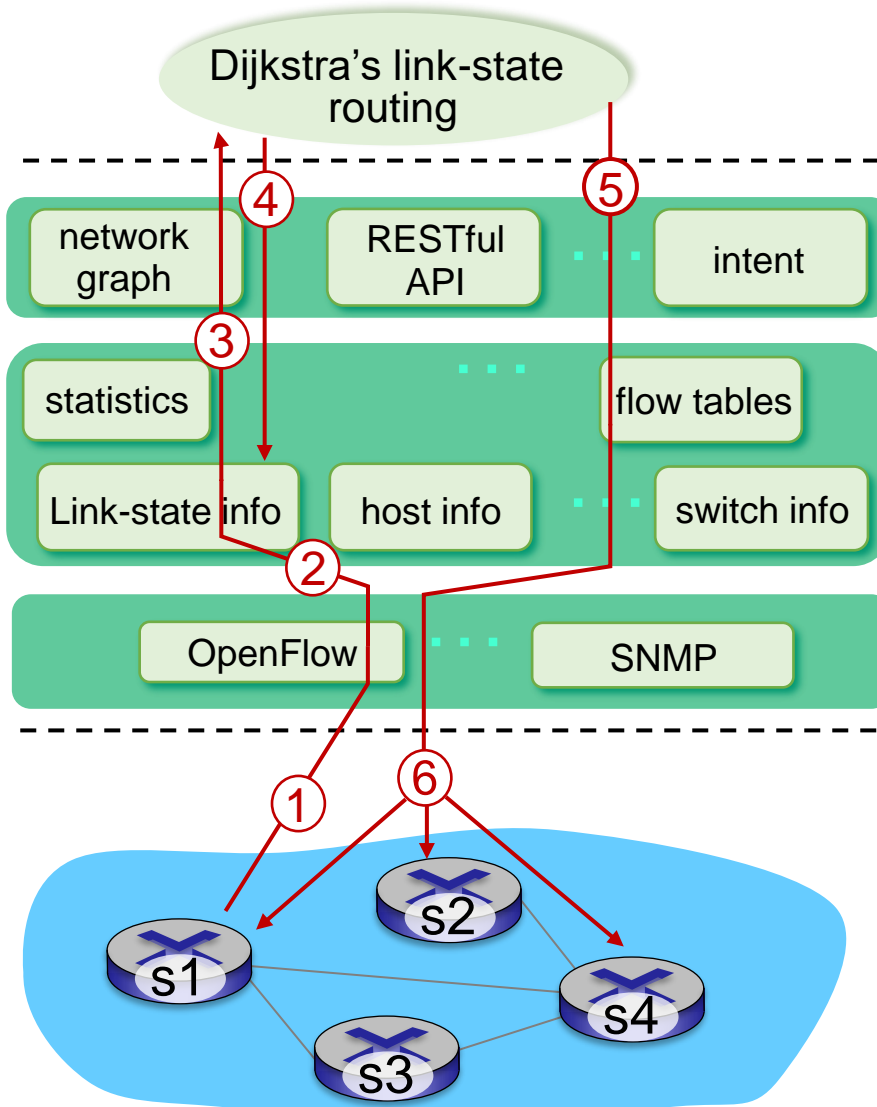 Dijkstra's link-state
routing
4
5
network
graph
RESTful
API
. . .
intent
3
statistics
. . .
flow tables
Link-state info
host info
. . .
switch info
2
OpenFlow
. . .
SNMP
1
6
s2
s1
s4
s3